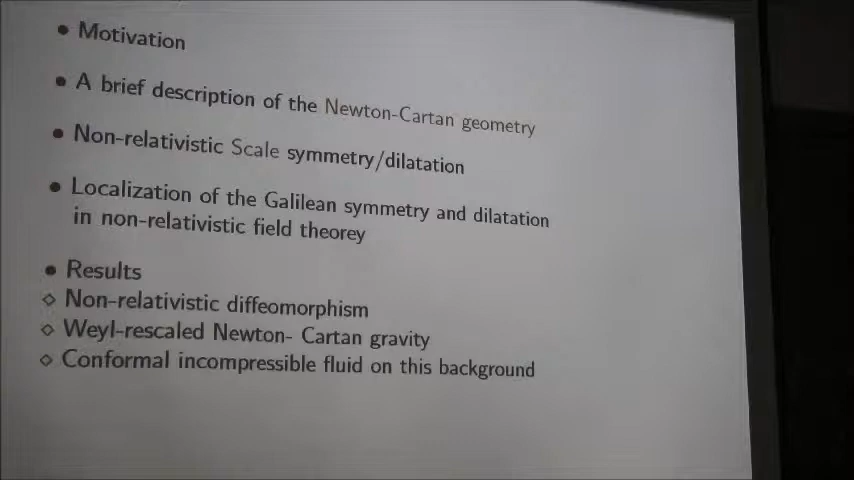 • Motivation
• A brief description of the Newton-Cartan geometry
• Non-relativistic Scale symmetry/dilatation
• Localization of the Galilean symmetry and dilatation
in non-relativistic field theorey
• Results
◇ Non-relativistic diffeomorphism
◇ Weyl-rescaled Newton- Cartan gravity
◇ Conformal incompressible fluid on this background